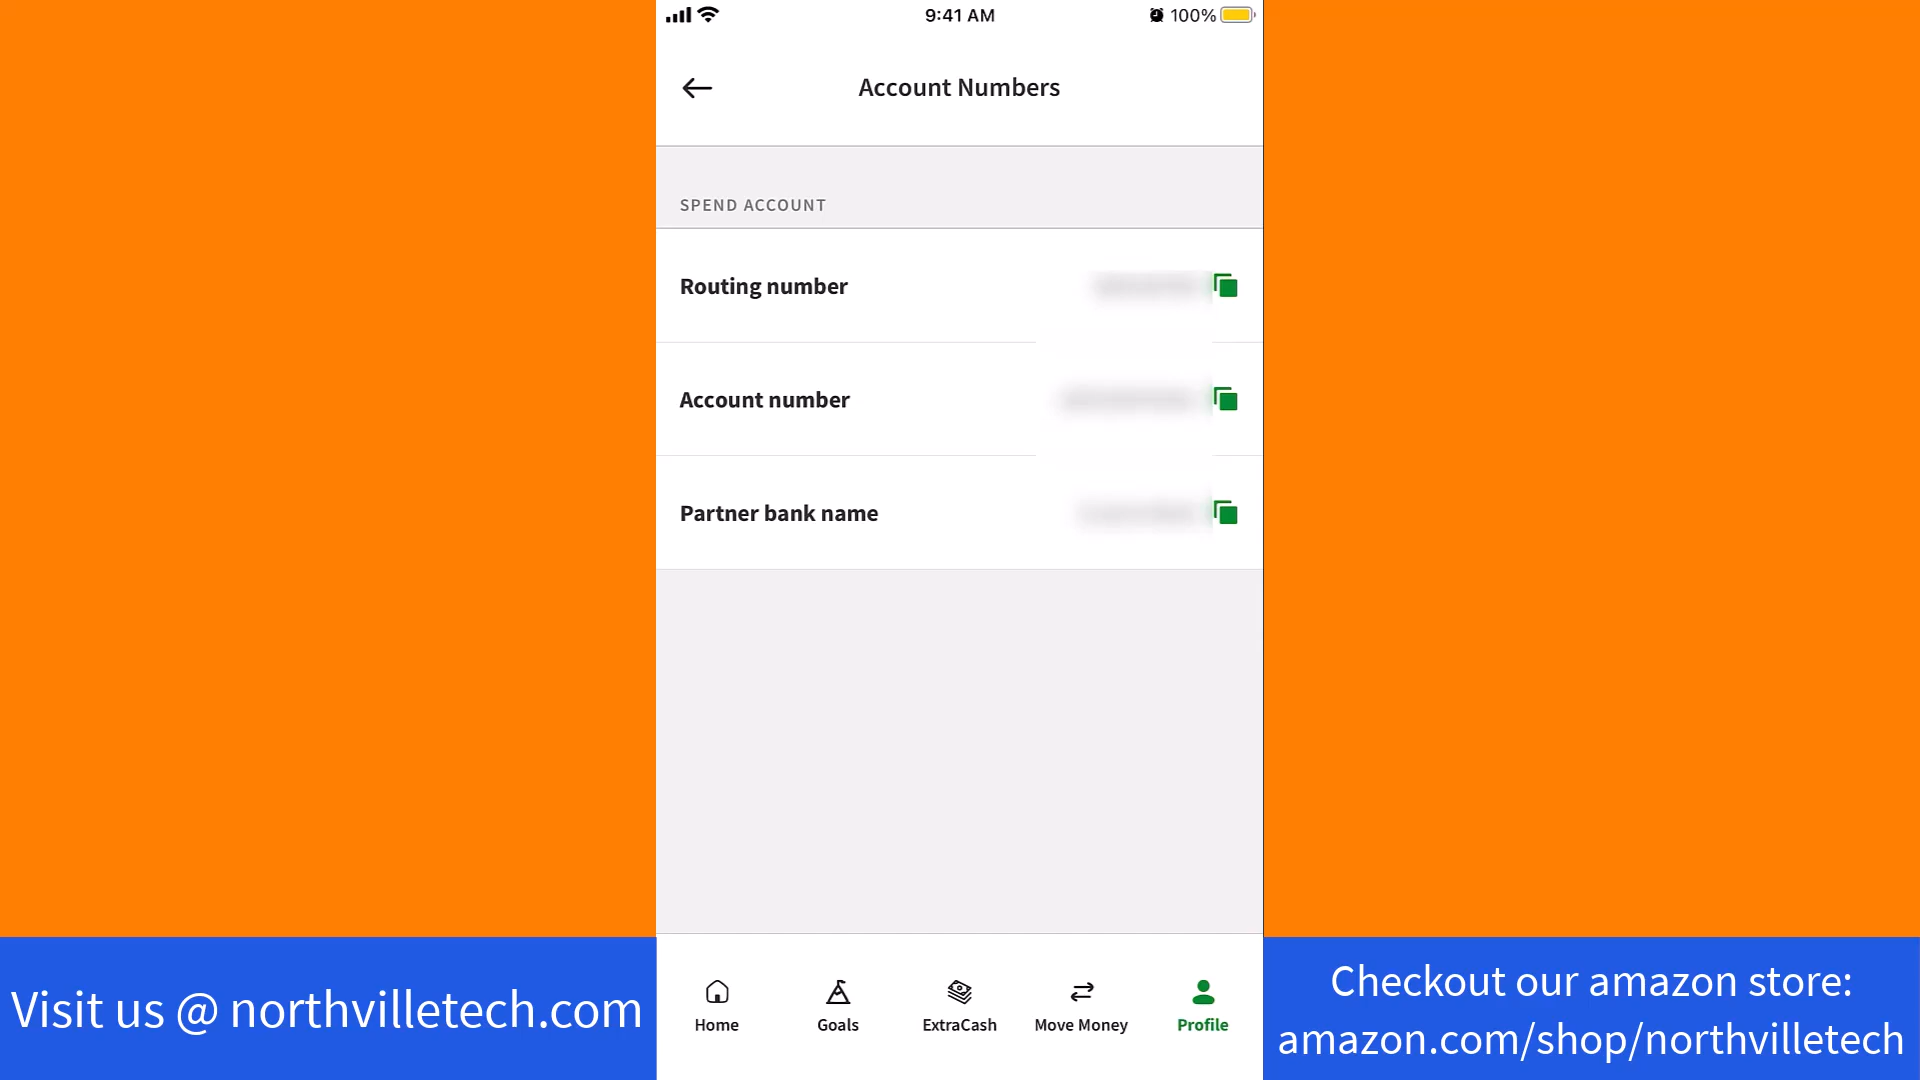 9:41 AM
100%
Account Numbers
SPEND ACCOUNT
Routing number
Account number
Partner bank name
Home
Goals
ExtraCash
Move Money
Profile
Visit us @ northvilletech.com
Checkout our amazon store:
amazon.com/shop/northvilletech